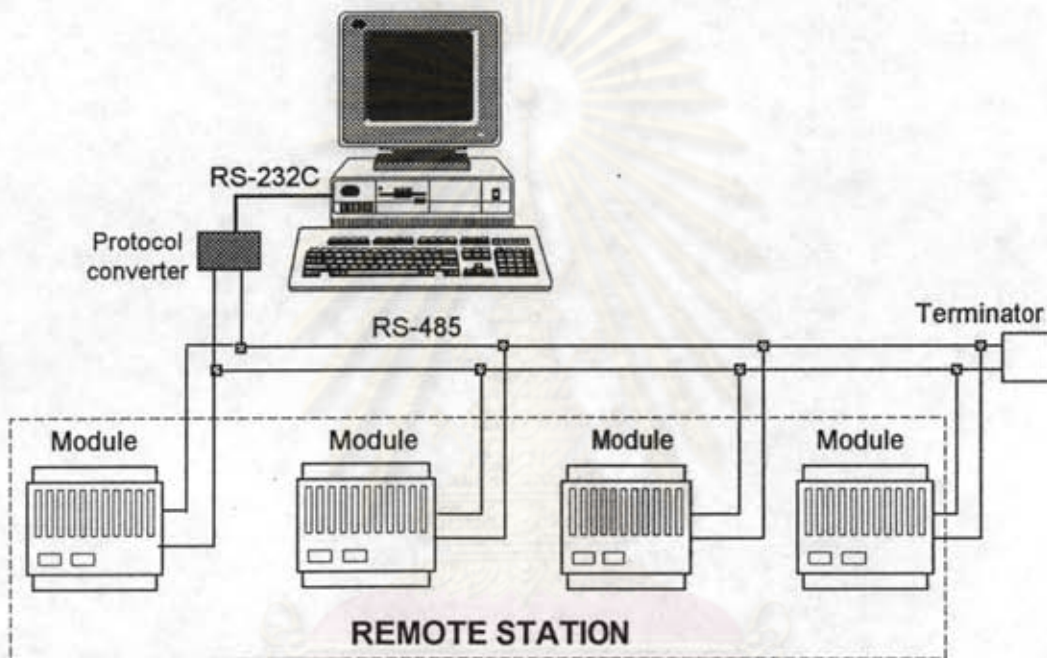 RS-232C
Protocol
converter
RS-485
Terminator
Module
Module
Module
Module
REMOTE STATION